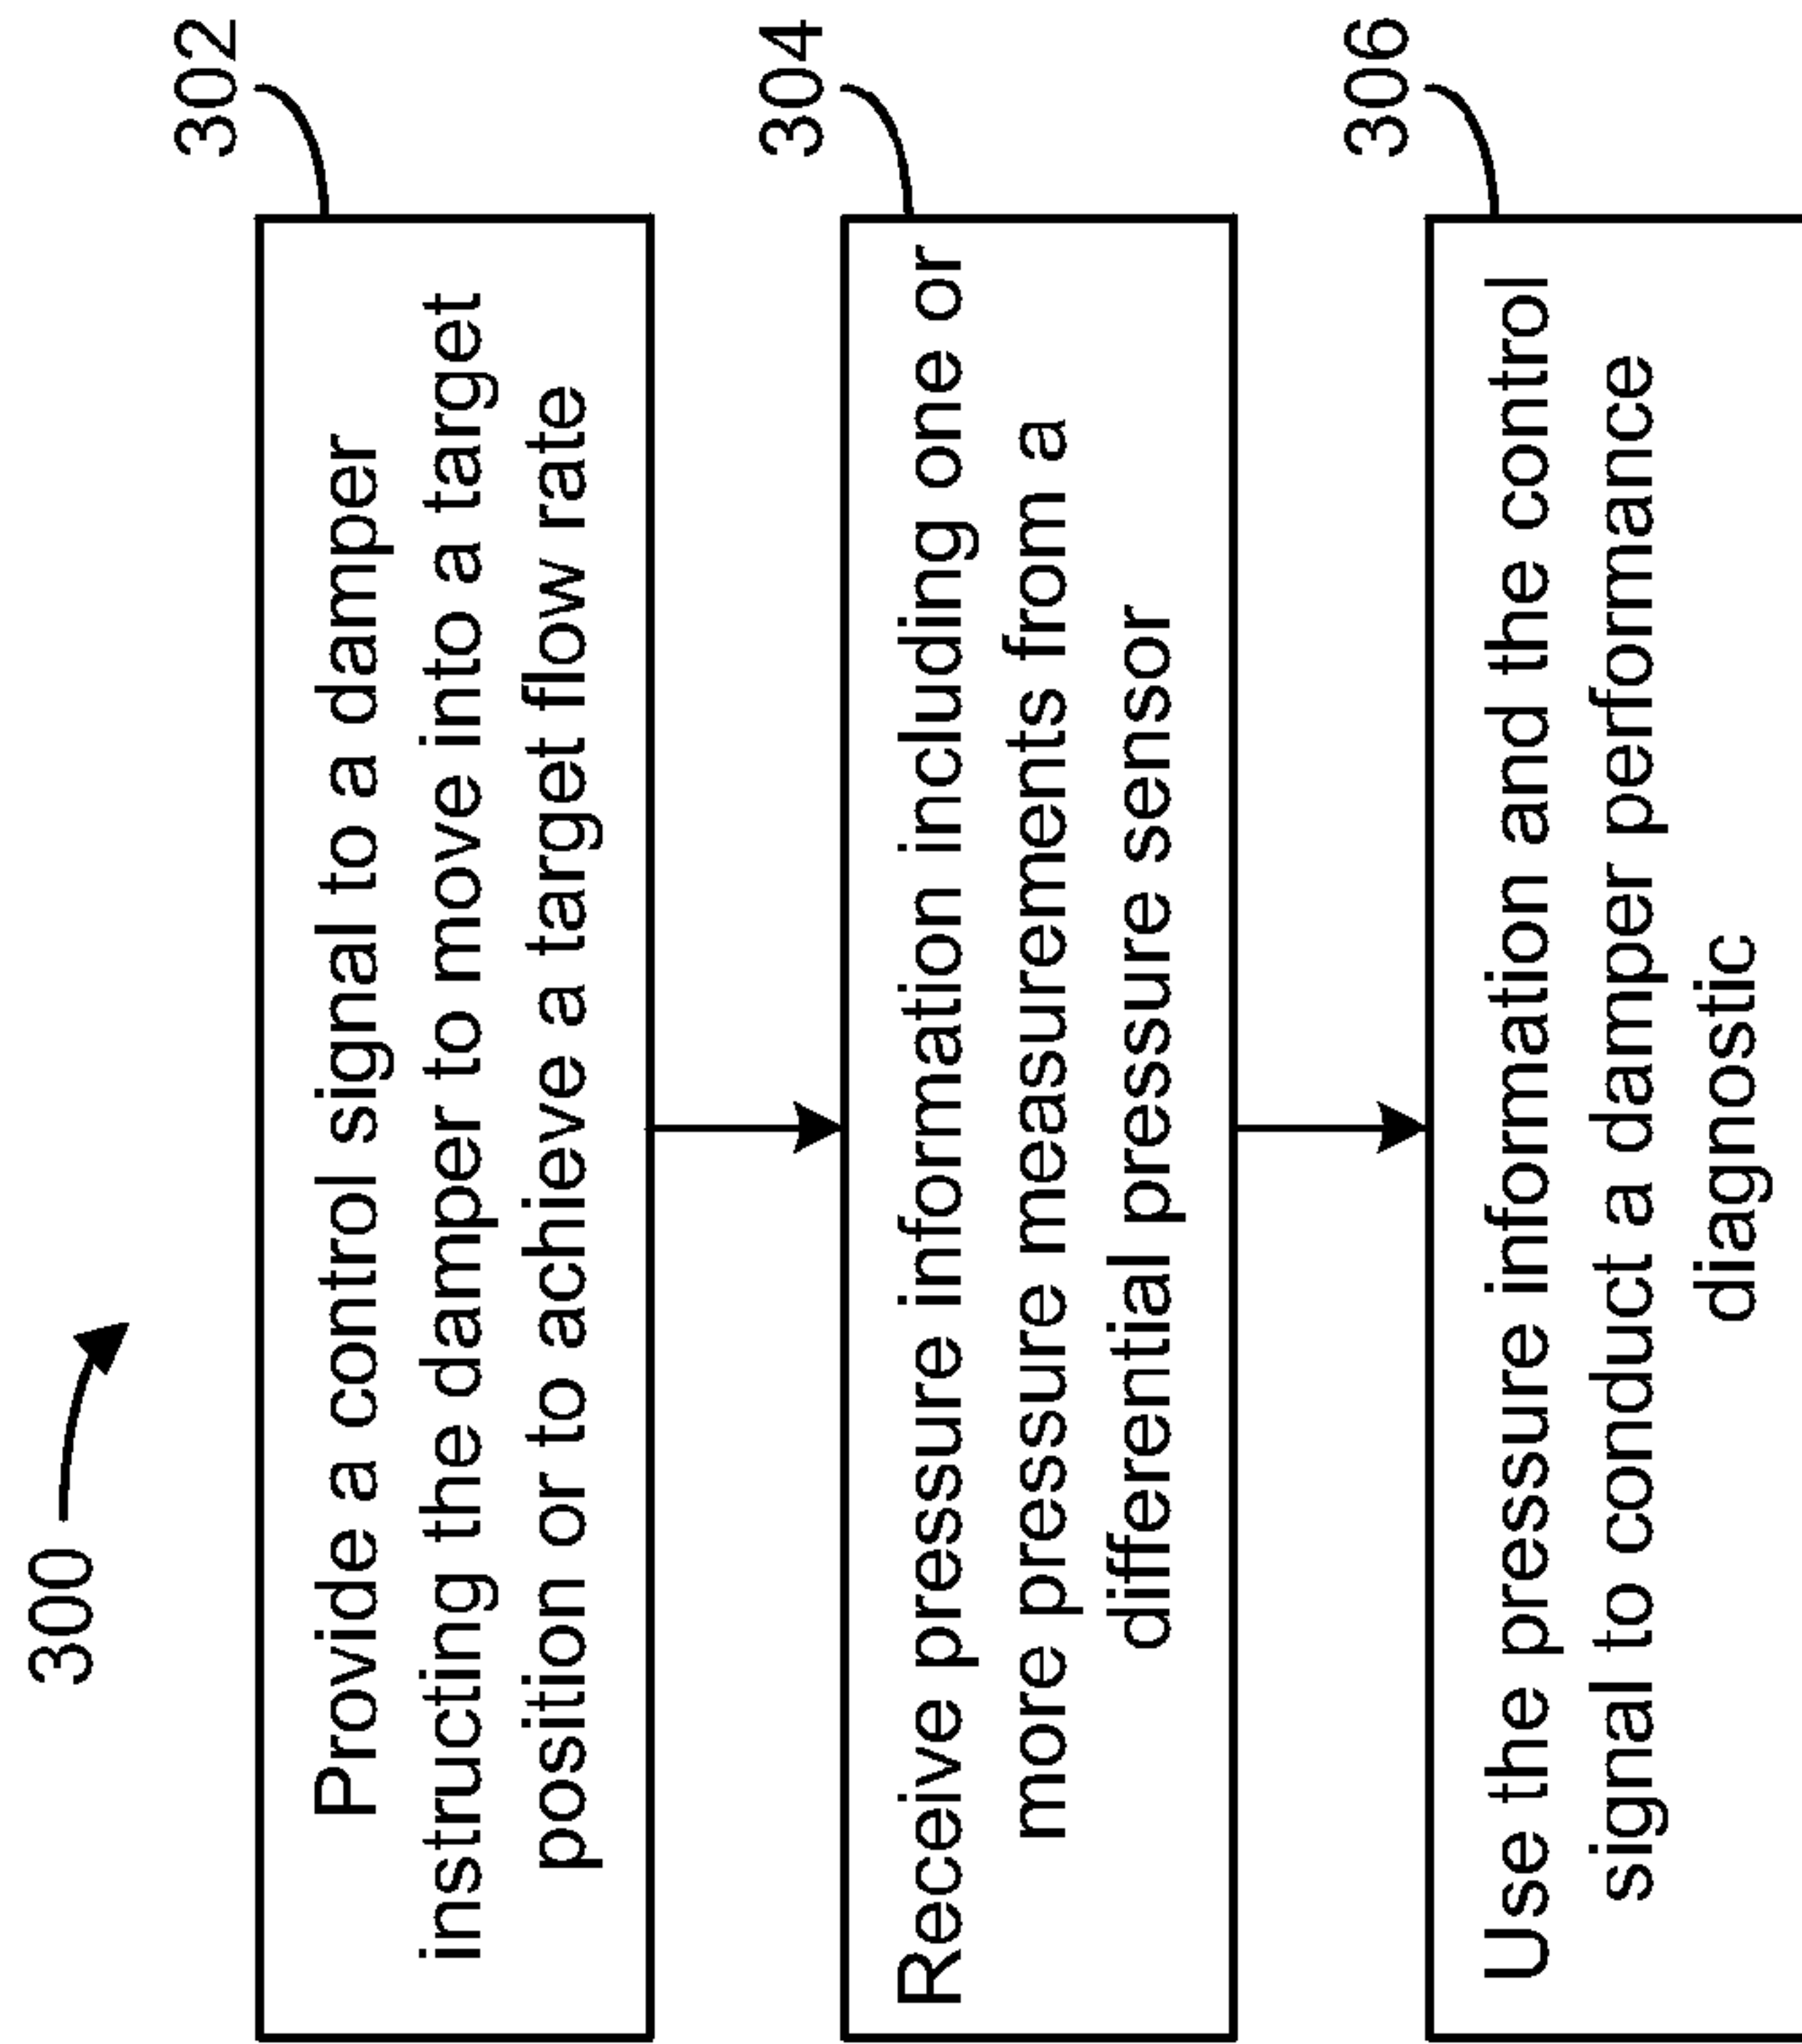 300
302
Provide a control signal to a damper
instructing the damper to move into a target
position or to achieve a target flow rate
304
Receive pressure information including one or
more pressure measurements from a
differential pressure sensor
306
Use the pressure information and the control
signal to conduct a damper performance
diagnostic